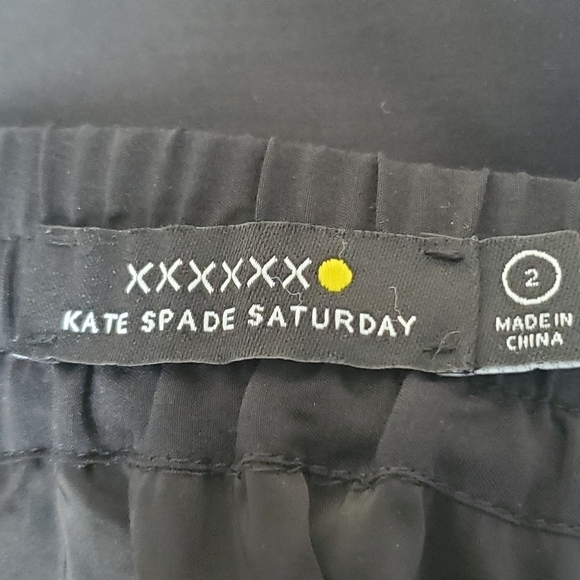 XXXXXX
KATE SPADE SATURDAY
2
MADE IN
CHINA